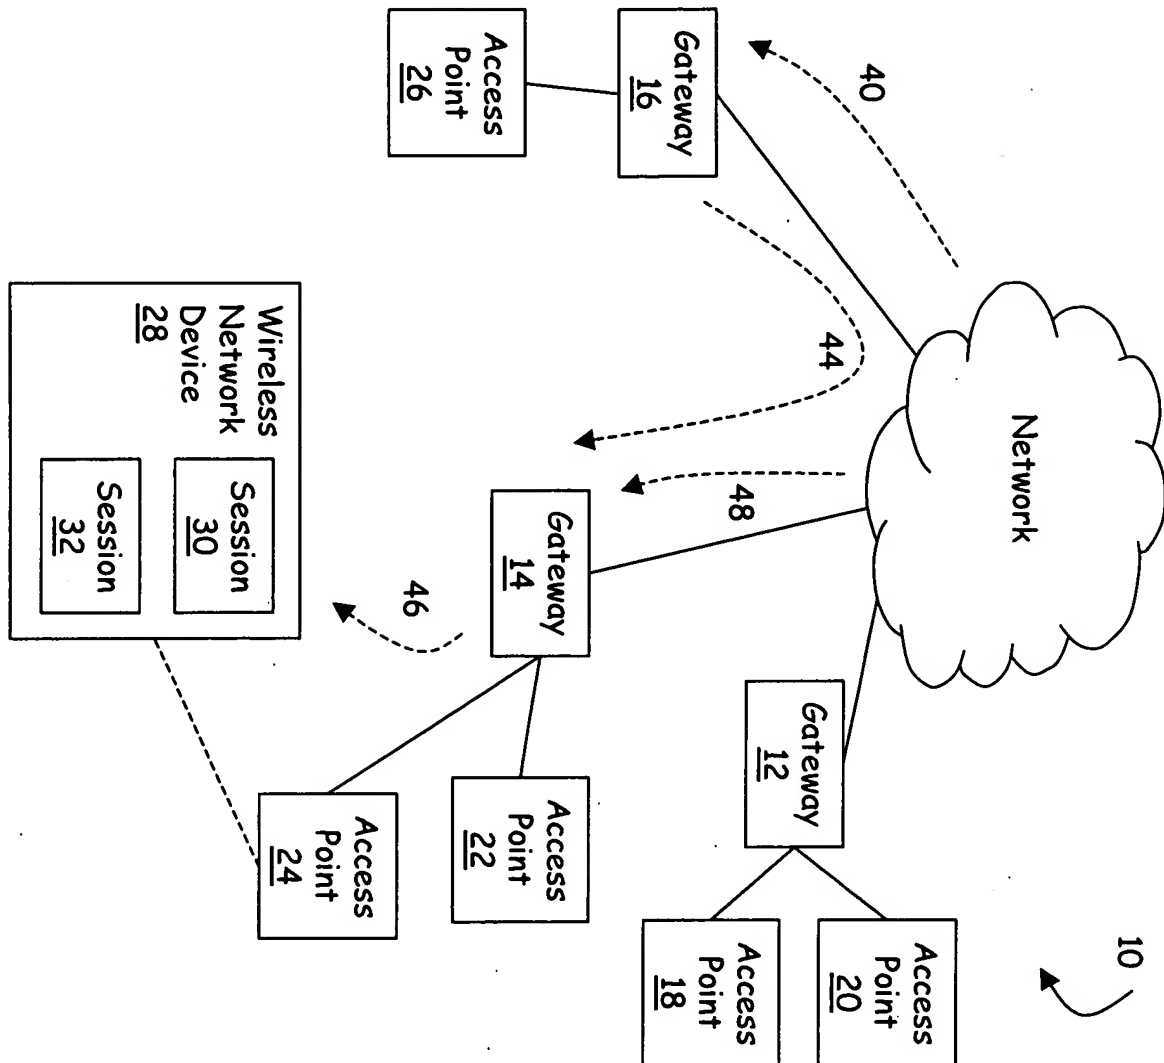 10
Network
40
Access
Point
20
44
Gateway
12
48
Access
Point
18
Gateway
16
Gateway
14
Access
Point
22
Access
Point
26
46
Access
Point
24
Wireless
Network
Device
28
Session
30
Session
32